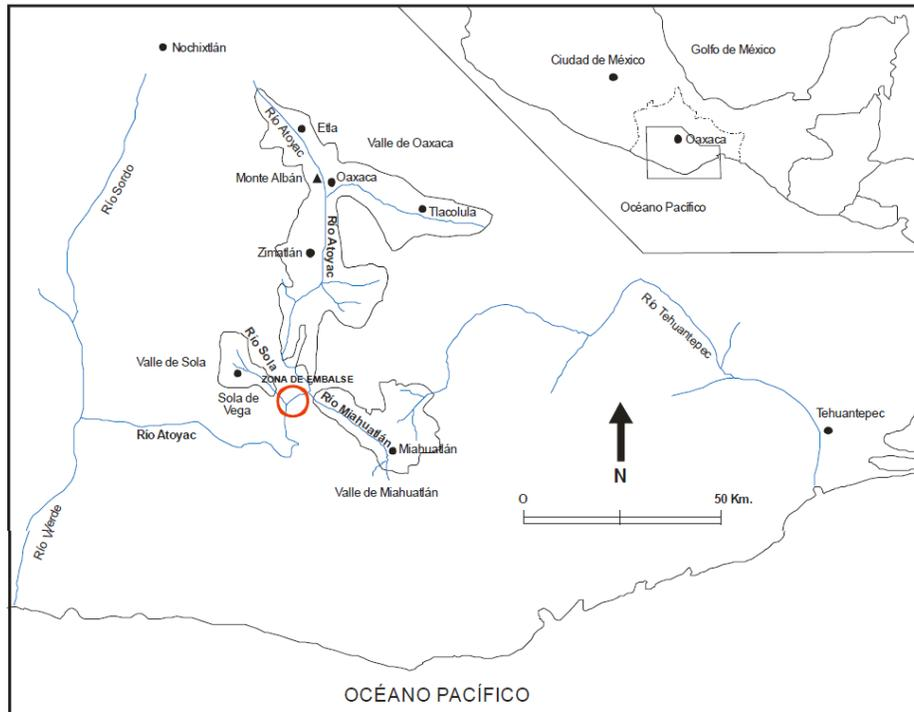 Nochixtlán
Ciudad de México
Golfo de México
Oaxaca
Océano Pacífico
Río Atoyac
Etla
Valle de Oaxaca
Monte Albán
Oaxaca
Tlacolula
Río Sordo
Río Atoyac
Zimatlán
Río Tehuantepec
Río Sola
Valle de Sola
ZONA DE EMBALSE
Sola de
Vega
Río Miahuatlán
Tehuantepec
Río Atoyac
Miahuatlán
N
Valle de Miahuatlán
O
50 Km.
Río Verde
OCÉANO PACÍFICO